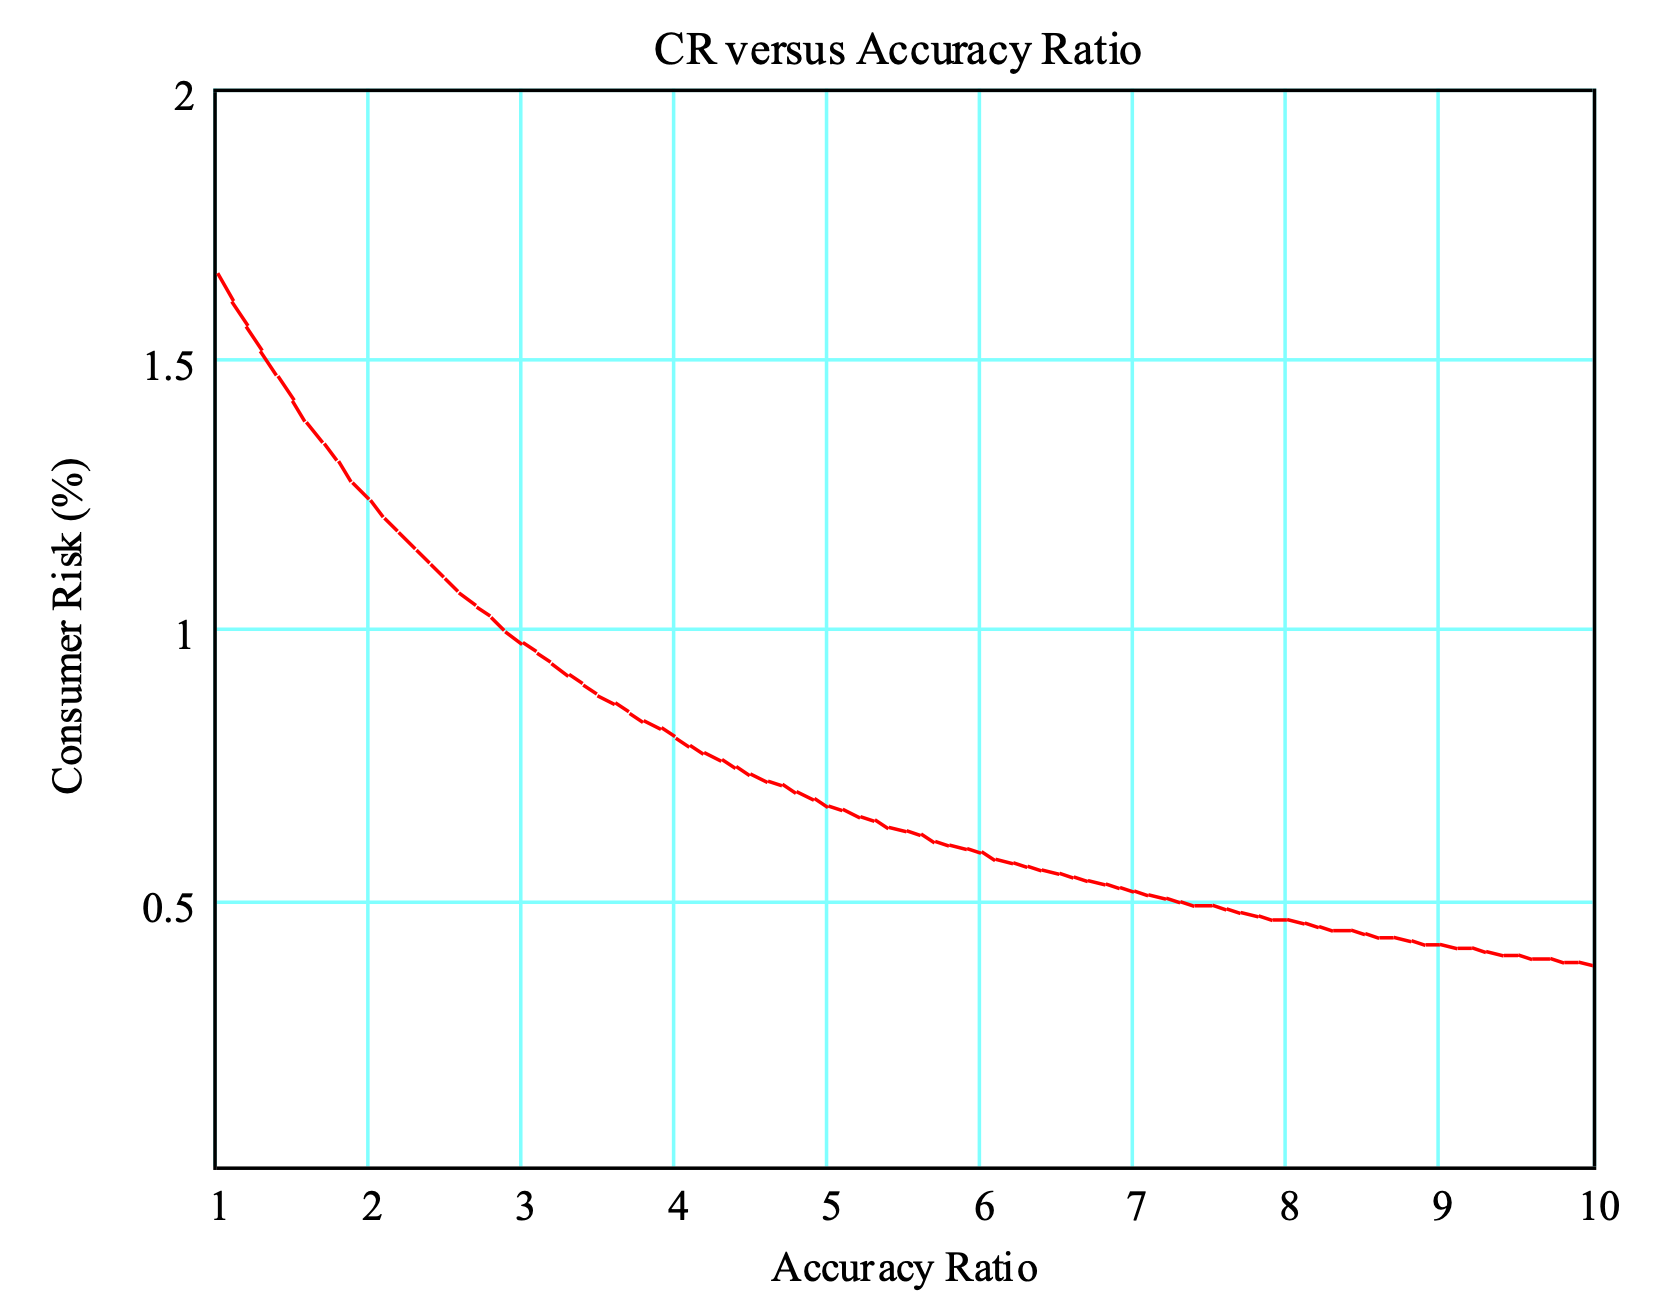 CR versus Accuracy Ratio
2
1.5
1
0.5
Consumer Risk (%)
1 2 3 4 5 6 7 8 9 10
Accuracy Ratio